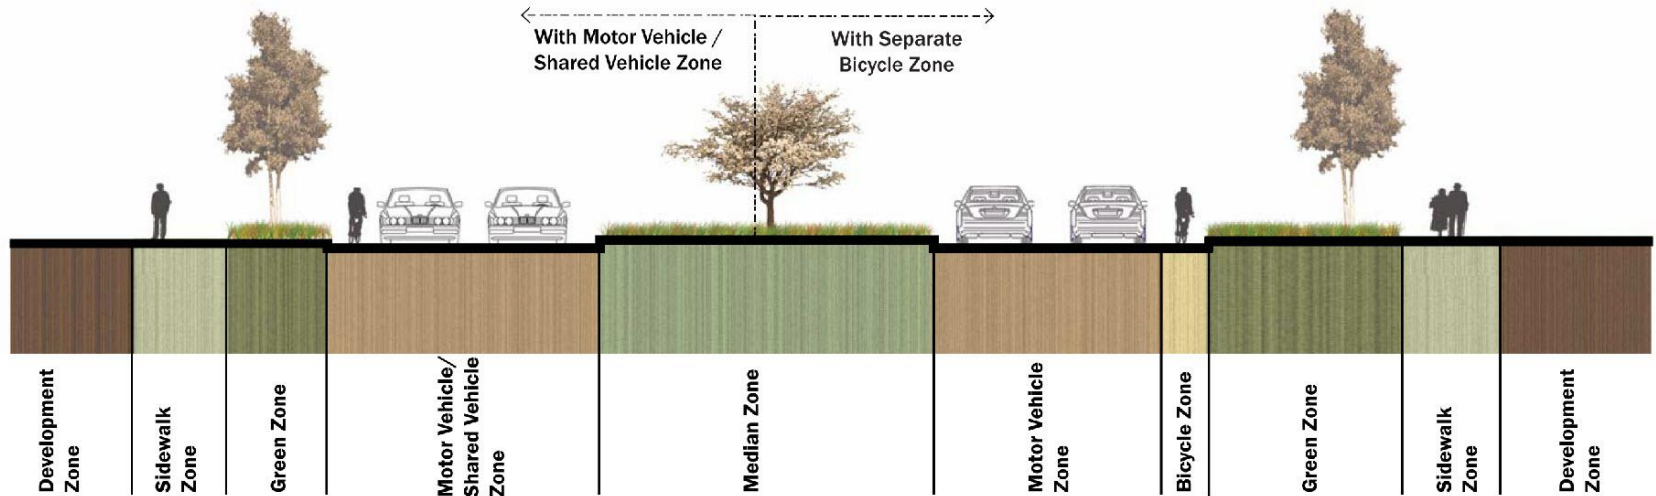 With Motor Vehicle /
Shared Vehicle Zone
With Separate
Bicycle Zone
Development
Zone
Sidewalk
Zone
Green Zone
Motor Vehicle/
Shared Vehicle
Zone
Median Zone
Motor Vehicle
Zone
Bicycle Zone
Green Zone
Sidewalk
Zone
Development
Zone